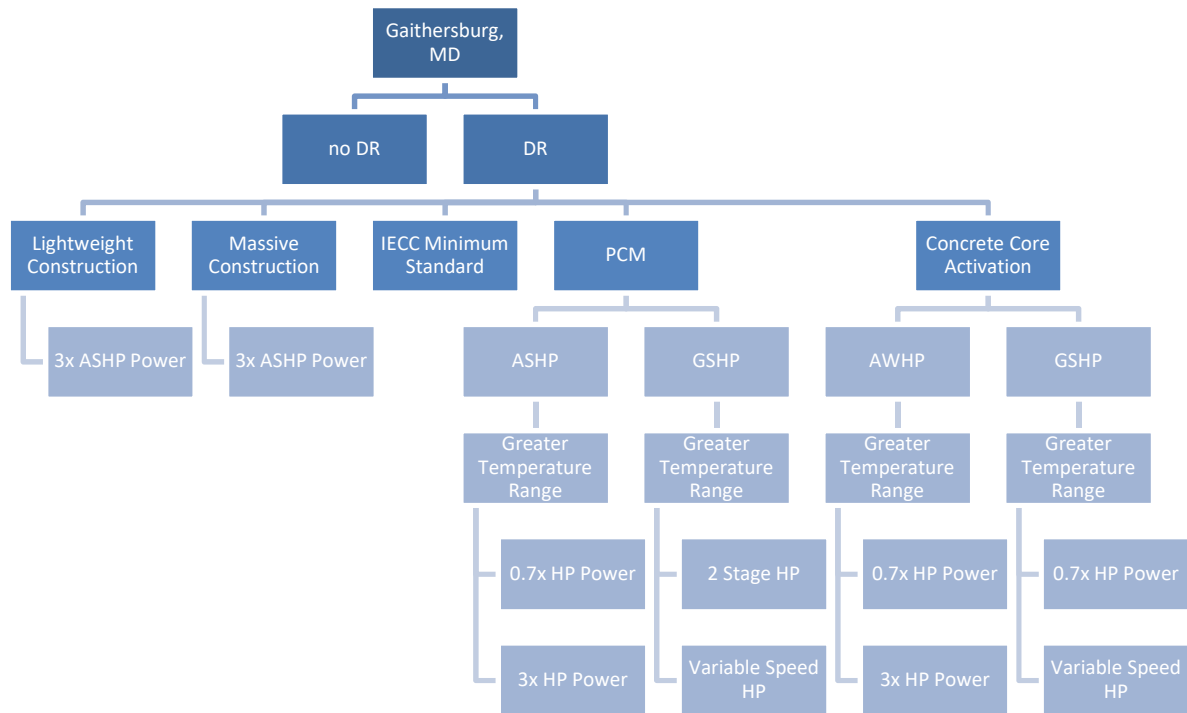 Gaithersburg,
MD
no DR
DR
Lightweight
Construction
Massive
Construction
IECC Minimum
Standard
PCM
Concrete Core
Activation
3x ASHP Power
3x ASHP Power
ASHP
GSHP
AWHP
GSHP
Greater
Temperature
Range
Greater
Temperature
Range
Greater
Temperature
Range
Greater
Temperature
Range
0.7x HP Power
2 Stage HP
0.7x HP Power
0.7x HP Power
3x HP Power
Variable Speed
HP
3x HP Power
Variable Speed
HP